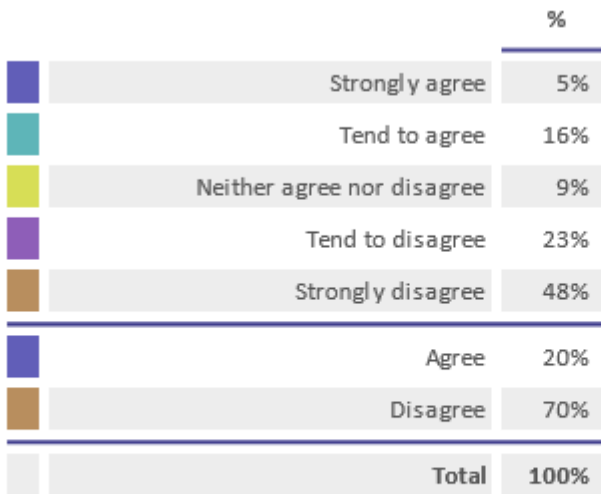 %
Strongly agree 5%
Tend to agree 16%
Neither agree nor disagree 9%
Tend to disagree 23%
Strongly disagree 48%
Agree 20%
Disagree 70%
Total 100%